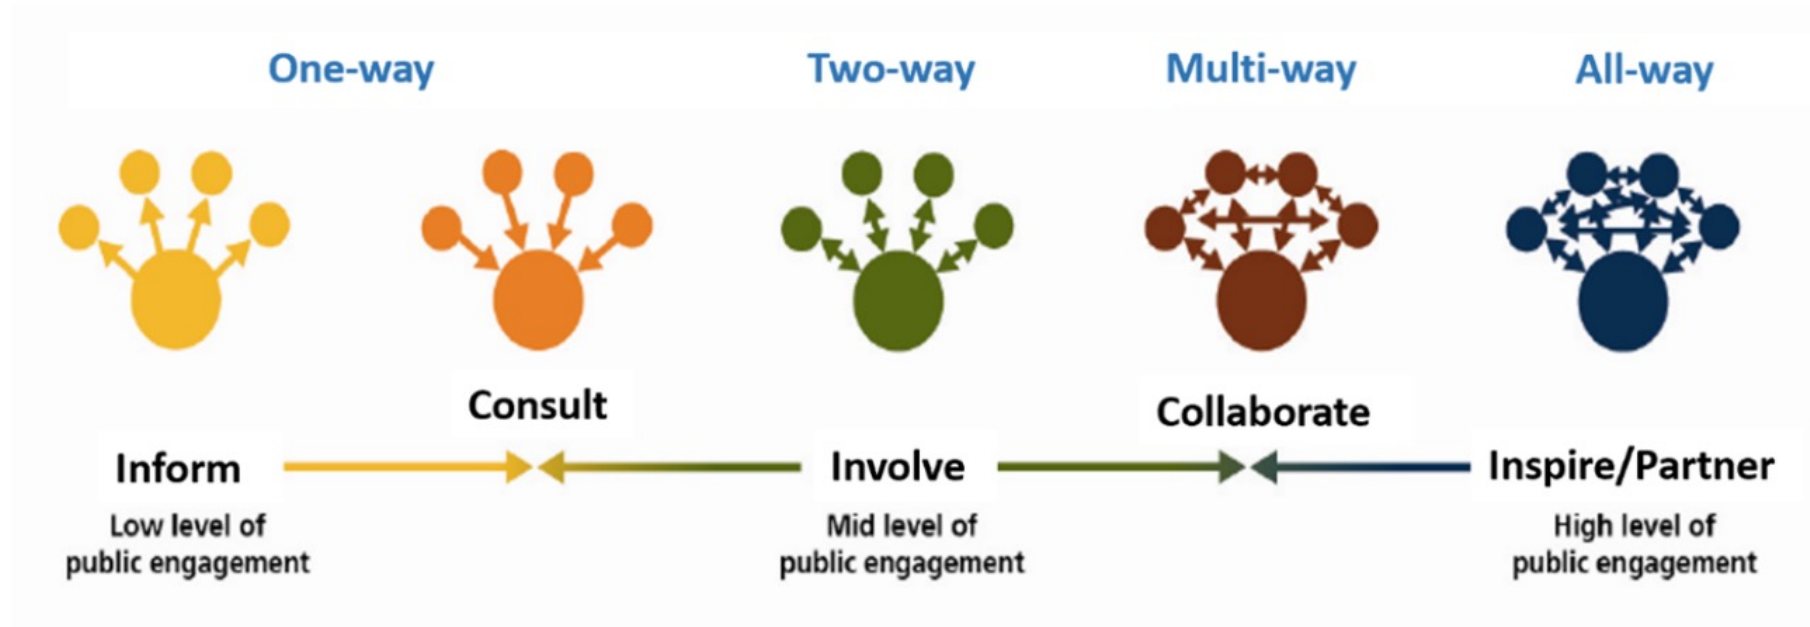 One-way
Two-way
Multi-way
All-way
Consult
Collaborate
Inform
Involve
Inspire/Partner
Low level of
public engagement
Mid level of
public engagement
High level of
public engagement